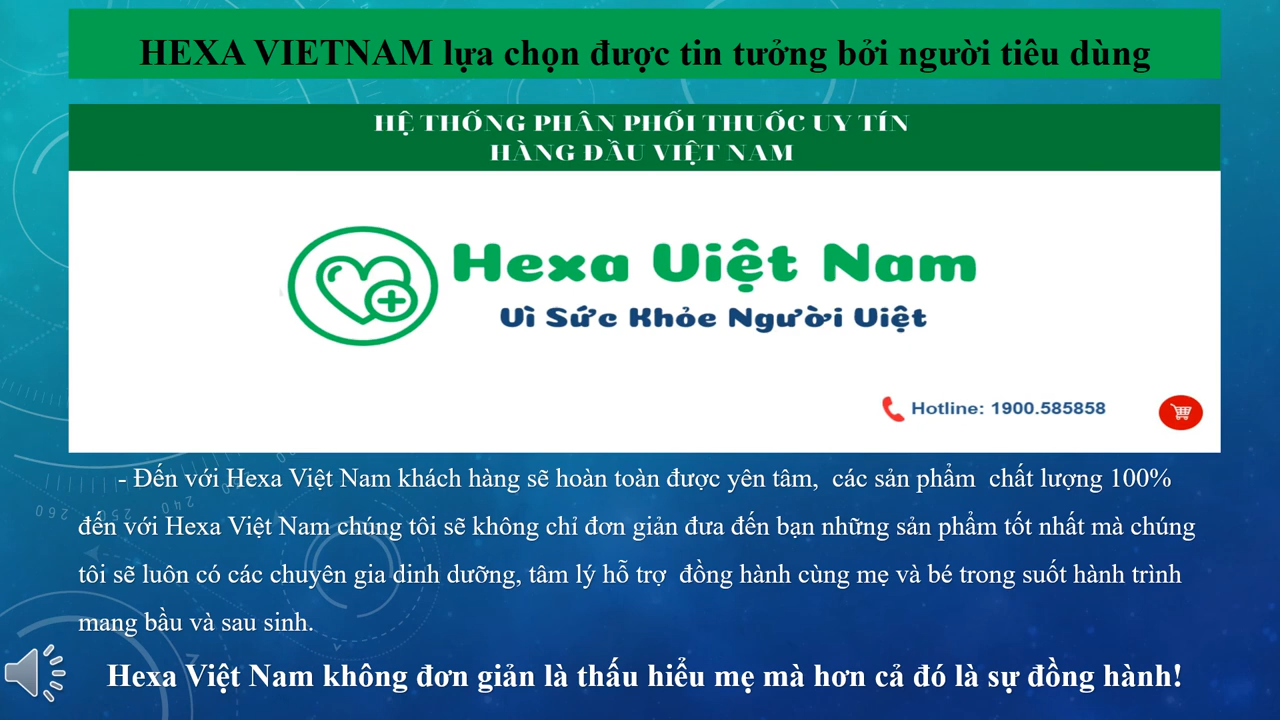 HEXA VIETNAM lựa chọn được tin tưởng bởi người tiêu dùng
HỆ THỐNG PHÂN PHỐI THUỐC UY TÍN
HÀNG ĐẦU VIỆT NAM
Hexa Việt Nam
Vì Sức Khỏe Người Việt
Hotline: 1900.585858
- Đến với Hexa Việt Nam khách hàng sẽ hoàn toàn được yên tâm, các sản phẩm chất lượng 100%
đến với Hexa Việt Nam chúng tôi sẽ không chỉ đơn giản đưa đến bạn những sản phẩm tốt nhất mà chúng
tôi sẽ luôn có các chuyên gia dinh dưỡng, tâm lý hỗ trợ đồng hành cùng mẹ và bé trong suốt hành trình
mang bầu và sau sinh.
260 250 240
Hexa Việt Nam không đơn giản là thấu hiểu mẹ mà hơn cả đó là sự đồng hành!